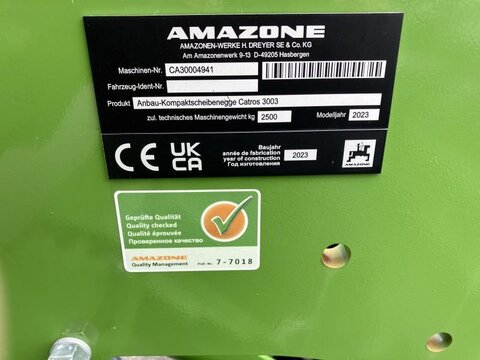 AMAZONE
AMAZONEN-WERKE H. DREYER SE & Co. KG
Am Amazonenwerk 9-13 D-49205 Hasbergen
Maschinen-Nr. CA30004941
Fahrzeug-Ident-Nr.
Produkt Anbau-Kompaktscheibenegge Catros 3003
zul. technisches Maschinengewicht kg 2500 Modelljahr 2023
CE UK CA
Baujahr
année de fabrication
year of construction 2023
Год изготовления
AMAZONE
Geprüfte Qualität
Quality checked
Qualité éprouvée
Проверенное качество
AMAZONE
Quality Management Prüf.-Nr.: 7-7018